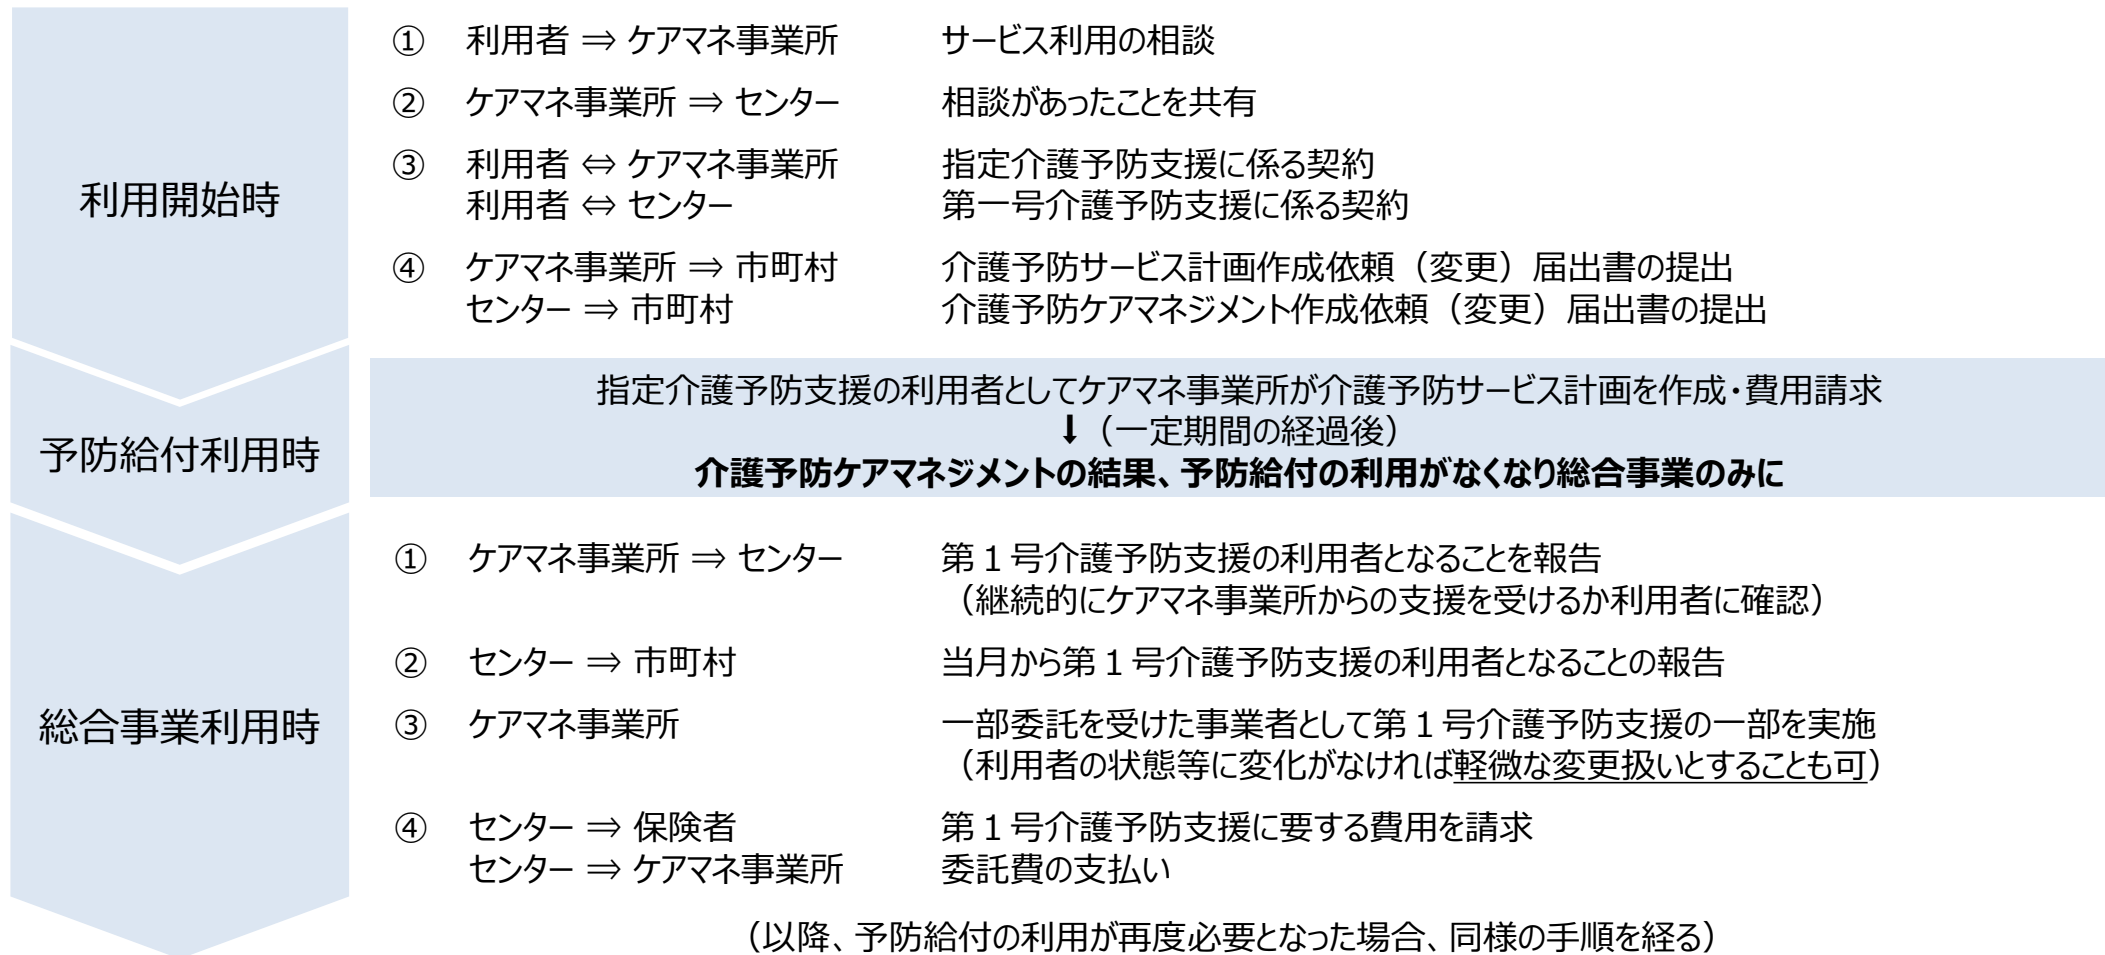 利用開始時
① 利用者 ⇒ ケアマネ事業所 サービス利用の相談
② ケアマネ事業所 ⇒ センター 相談があったことを共有
③ 利用者 ⇔ ケアマネ事業所 指定介護予防支援に係る契約
利用者 ⇔ センター 第一号介護予防支援に係る契約
④ ケアマネ事業所 ⇒ 市町村 介護予防サービス計画作成依頼（変更）届出書の提出
センター ⇒ 市町村 介護予防ケアマネジメント作成依頼（変更）届出書の提出
予防給付利用時
指定介護予防支援の利用者としてケアマネ事業所が介護予防サービス計画を作成・費用請求
⬇（一定期間の経過後）
介護予防ケアマネジメントの結果、予防給付の利用がなくなり総合事業のみに
総合事業利用時
① ケアマネ事業所 ⇒ センター 第１号介護予防支援の利用者となることを報告
（継続的にケアマネ事業所からの支援を受けるか利用者に確認）
② センター ⇒ 市町村 当月から第１号介護予防支援の利用者となることの報告
③ ケアマネ事業所 一部委託を受けた事業者として第１号介護予防支援の一部を実施
（利用者の状態等に変化がなければ軽微な変更扱いとすることも可）
④ センター ⇒ 保険者 第１号介護予防支援に要する費用を請求
センター ⇒ ケアマネ事業所 委託費の支払い
（以降、予防給付の利用が再度必要となった場合、同様の手順を経る）